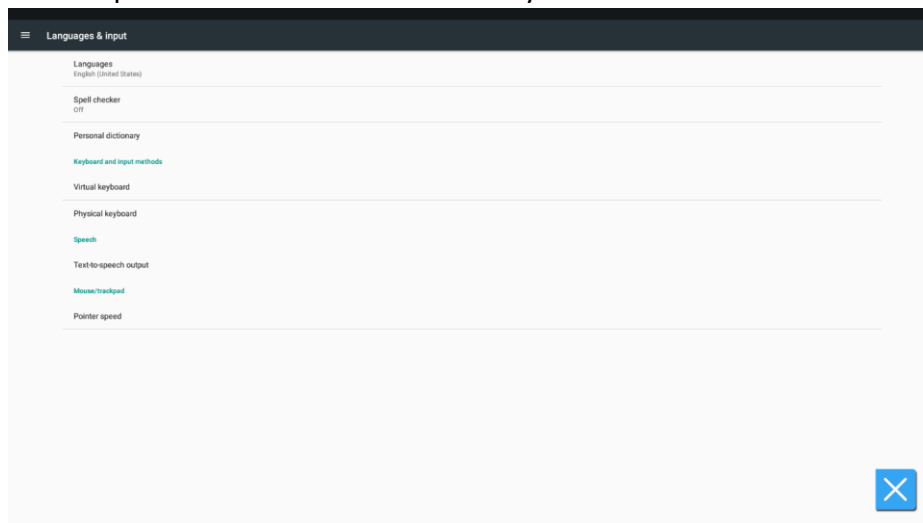 Languages & input
Languages
English (United States)
Spell checker
Off
Personal dictionary
Keyboard and input methods
Virtual keyboard
Physical keyboard
Speech
Text-to-speech output
Mouse/trackpad
Pointer speed